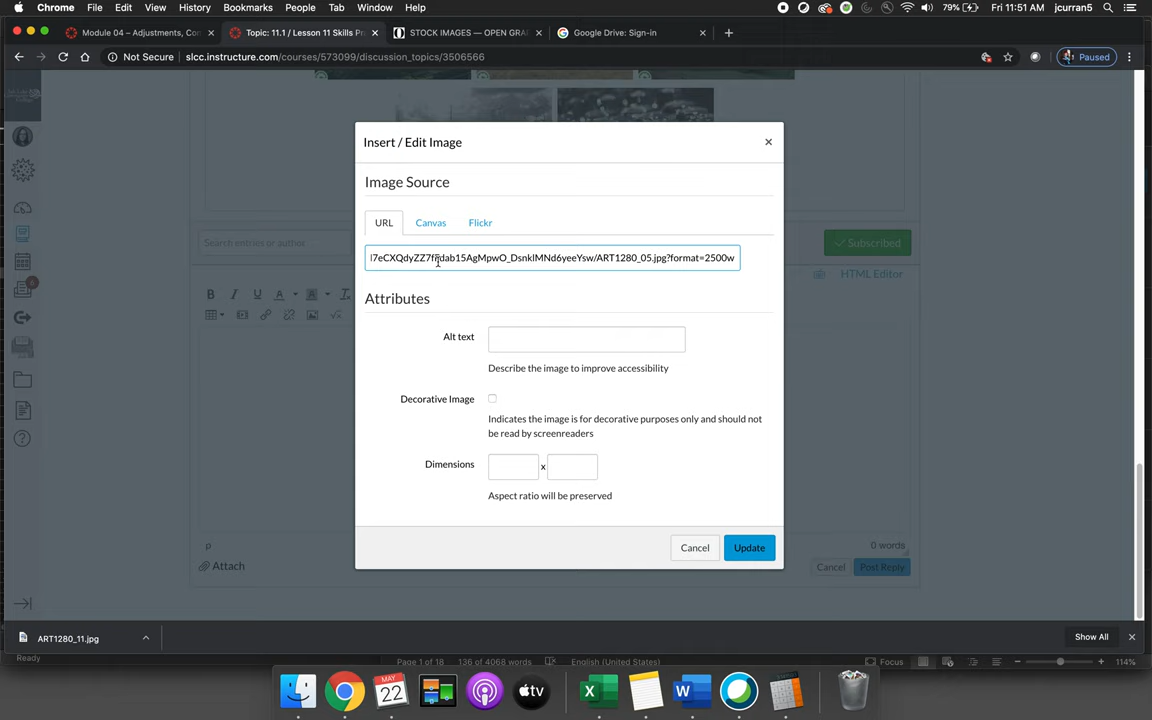 Chrome File Edit View History Bookmarks People Tab Window Help 79% Fri 11:51 AM jcurran5
Module 04 – Adjustments, Co × Topic: 11.1 / Lesson 11 Skills Pr × STOCK IMAGES — OPEN GRA × Google Drive: Sign-in × +
Not Secure slcc.instructure.com/courses/573099/discussion_topics/3506566 Paused
Insert / Edit Image ×
Image Source
URL Canvas Flickr
Search entries or author Subscribed
HTML Editor
ART1280_05.jpg?format=2500w
Attributes
Alt text
Describe the image to improve accessibility
Decorative Image
Indicates the image is for decorative purposes only and should not
be read by screenreaders
Dimensions x
Aspect ratio will be preserved
p 0 words
Cancel Update
Attach Cancel Post Reply
ART1280_11.jpg Show All ×
Ready Page 1 of 18 136 of 4068 words English (United States) Focus 114%
MAY
22
tv
X W